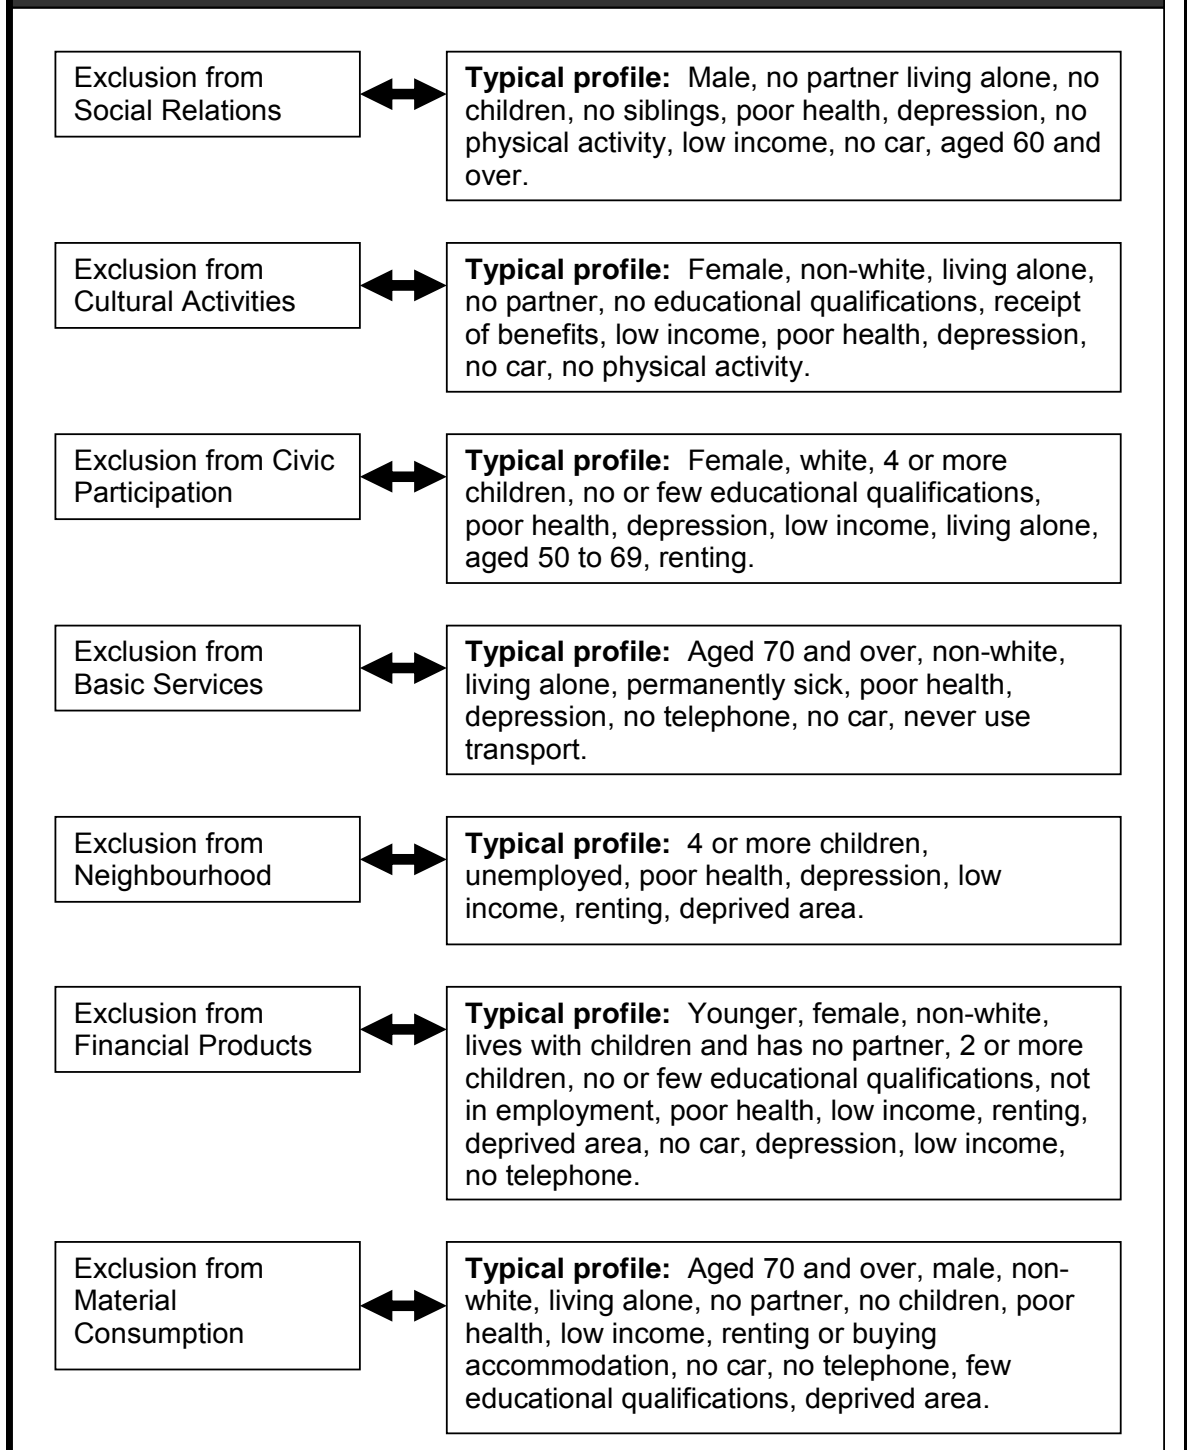 Exclusion from
Social Relations
Typical profile: Male, no partner living alone, no
children, no siblings, poor health, depression, no
physical activity, low income, no car, aged 60 and
over.
Exclusion from
Cultural Activities
Typical profile: Female, non-white, living alone,
no partner, no educational qualifications, receipt
of benefits, low income, poor health, depression,
no car, no physical activity.
Exclusion from Civic
Participation
Typical profile: Female, white, 4 or more
children, no or few educational qualifications,
poor health, depression, low income, living alone,
aged 50 to 69, renting.
Exclusion from
Basic Services
Typical profile: Aged 70 and over, non-white,
living alone, permanently sick, poor health,
depression, no telephone, no car, never use
transport.
Exclusion from
Neighbourhood
Typical profile: 4 or more children,
unemployed, poor health, depression, low
income, renting, deprived area.
Exclusion from
Financial Products
Typical profile: Younger, female, non-white,
lives with children and has no partner, 2 or more
children, no or few educational qualifications, not
in employment, poor health, low income, renting,
deprived area, no car, depression, low income,
no telephone.
Exclusion from
Material
Consumption
Typical profile: Aged 70 and over, male, non-
white, living alone, no partner, no children, poor
health, low income, renting or buying
accommodation, no car, no telephone, few
educational qualifications, deprived area.